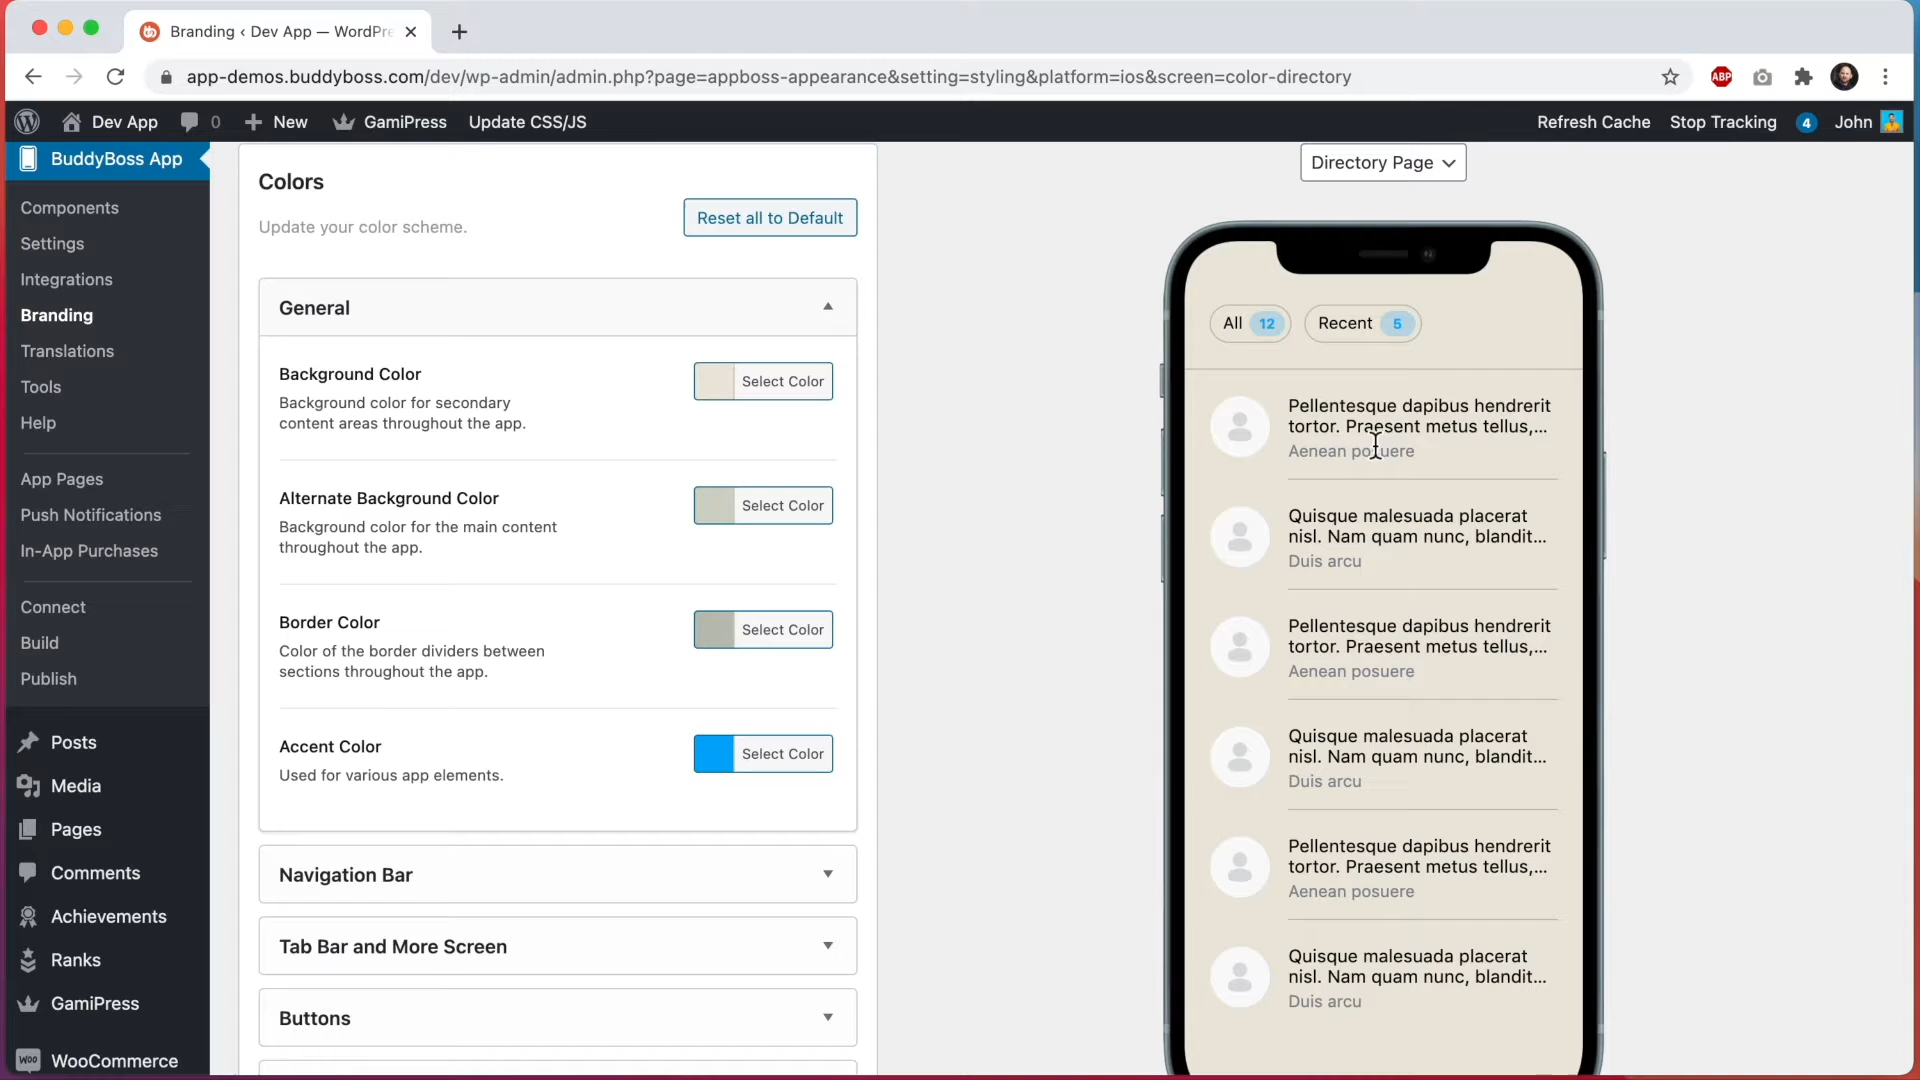 Branding ‹ Dev App — WordPre
app-demos.buddyboss.com/dev/wp-admin/admin.php?page=appboss-appearance&setting=styling&platform=ios&screen=color-directory
ABP
Dev App
0
New
GamiPress
Update CSS/JS
Refresh Cache
Stop Tracking
4
John
BuddyBoss App
Components
Settings
Integrations
Branding
Translations
Tools
Help
App Pages
Push Notifications
In-App Purchases
Connect
Build
Publish
Posts
Media
Pages
Comments
Achievements
Ranks
GamiPress
WOO WooCommerce
Colors
Update your color scheme.
Reset all to Default
General
Background Color
Select Color
Background color for secondary
content areas throughout the app.
Alternate Background Color
Select Color
Background color for the main content
throughout the app.
Border Color
Select Color
Color of the border dividers between
sections throughout the app.
Accent Color
Select Color
Used for various app elements.
Navigation Bar
Tab Bar and More Screen
Buttons
Directory Page
All 12
Recent 5
Pellentesque dapibus hendrerit
tortor. Praesent metus tellus,...
Aenean posuere
Quisque malesuada placerat
nisl. Nam quam nunc, blandit...
Duis arcu
Pellentesque dapibus hendrerit
tortor. Praesent metus tellus,...
Aenean posuere
Quisque malesuada placerat
nisl. Nam quam nunc, blandit...
Duis arcu
Pellentesque dapibus hendrerit
tortor. Praesent metus tellus,...
Aenean posuere
Quisque malesuada placerat
nisl. Nam quam nunc, blandit...
Duis arcu